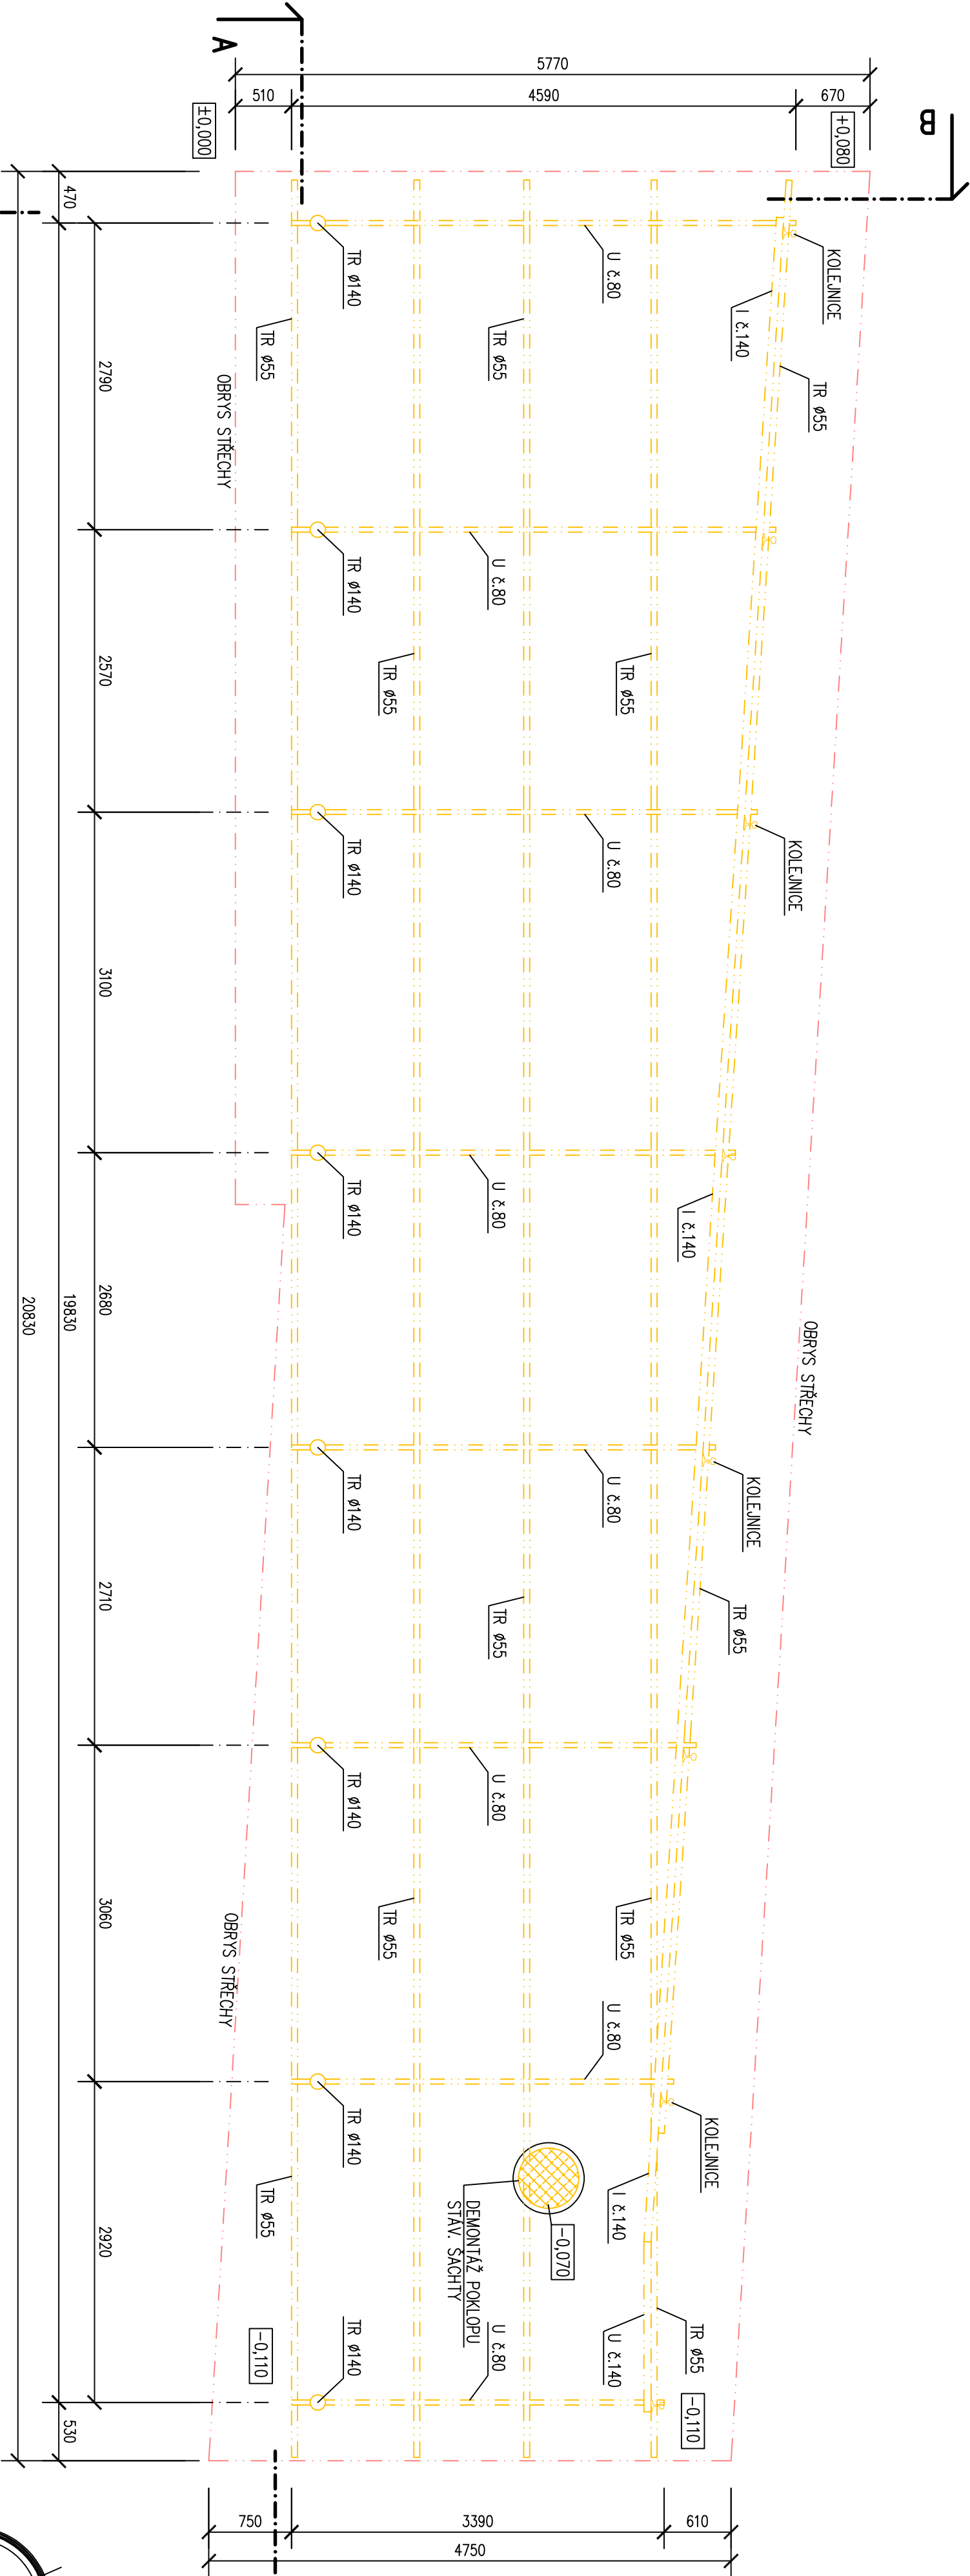 A
B
5770
510
4590
670
±0,000
+0,080
470
2790
2570
3100
2680
2710
3060
2920
530
19830
20830
KOLEJNICE
U č.80
TR ø140
I č.140
TR ø55
TR ø55
TR ø55
OBRYS STŘECHY
TR ø140
U č.80
TR ø55
TR ø55
KOLEJNICE
U č.80
TR ø140
TR ø140
U č.80
I č.140
OBRYS STŘECHY
KOLEJNICE
U č.80
TR ø140
TR ø55
TR ø55
TR ø140
U č.80
TR ø55
TR ø55
OBRYS STŘECHY
U č.80
TR ø140
KOLEJNICE
I č.140
TR ø55
DEMONTÁŽ POKLOPU
STÁV. ŠACHTY
-0,070
U č.80
TR ø140
U č.140
TR ø55
-0,110
-0,110
750
3390
610
4750